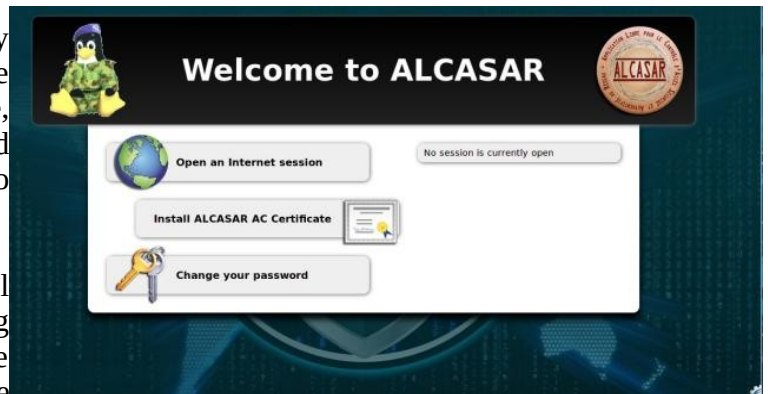 Welcome to ALCASAR
ALCASAR
Open an Internet session
No session is currently open
Install ALCASAR AC Certificate
Change your password